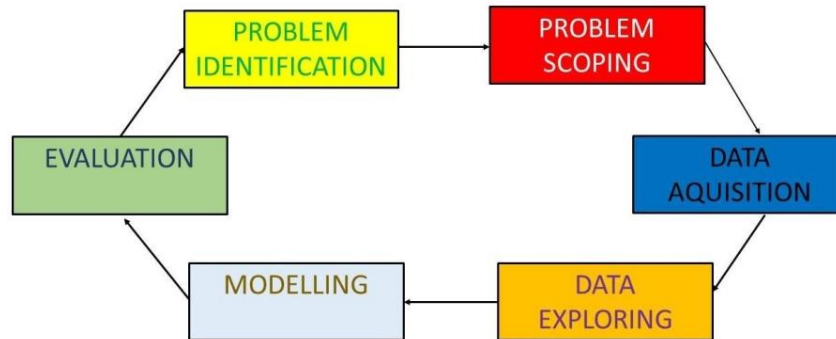 PROBLEM
IDENTIFICATION
PROBLEM
SCOPING
DATA
AQUISITION
DATA
EXPLORING
MODELLING
EVALUATION